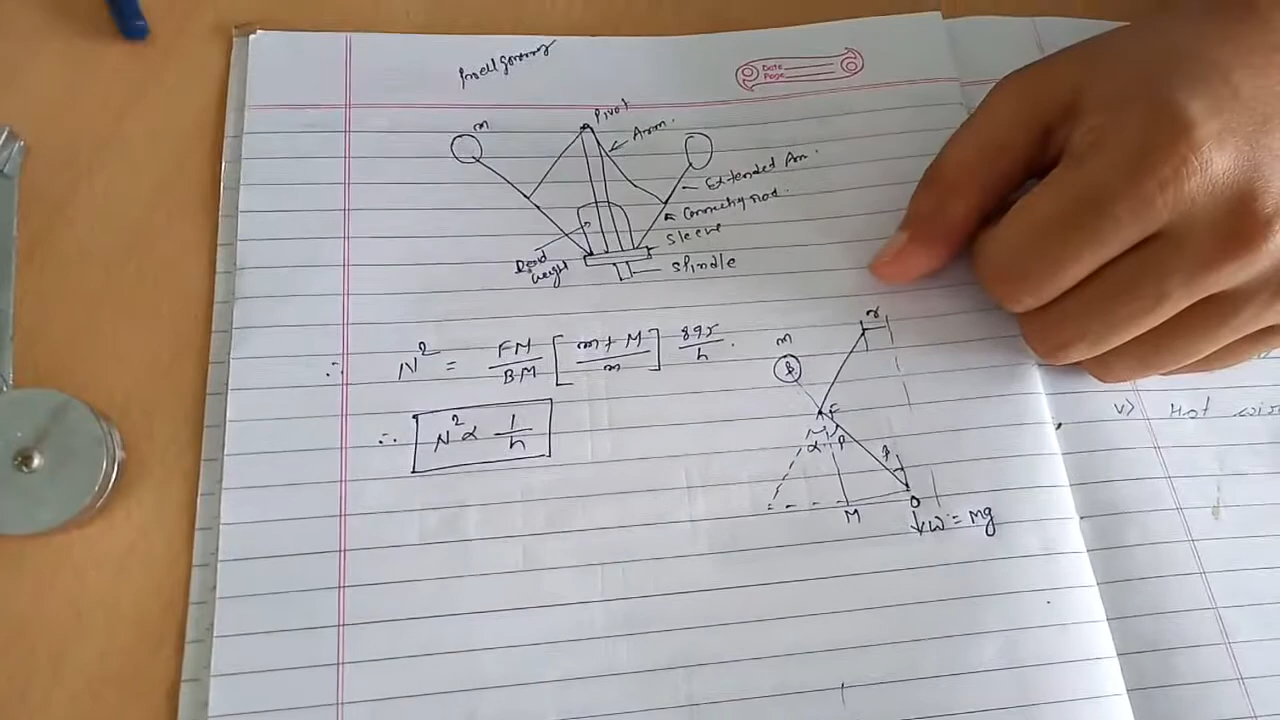 Proell governor
Date
Page
m
Pivot
Arm.
Extended Arm.
Connecting rod.
Sleeve
Spindle
Dead
weight
∴ N² = FM/BM [m+M/m] 895/h.
∴ N² α 1/h
r
m
F
α β
β
M
O
↓W = Mg
v> Hot